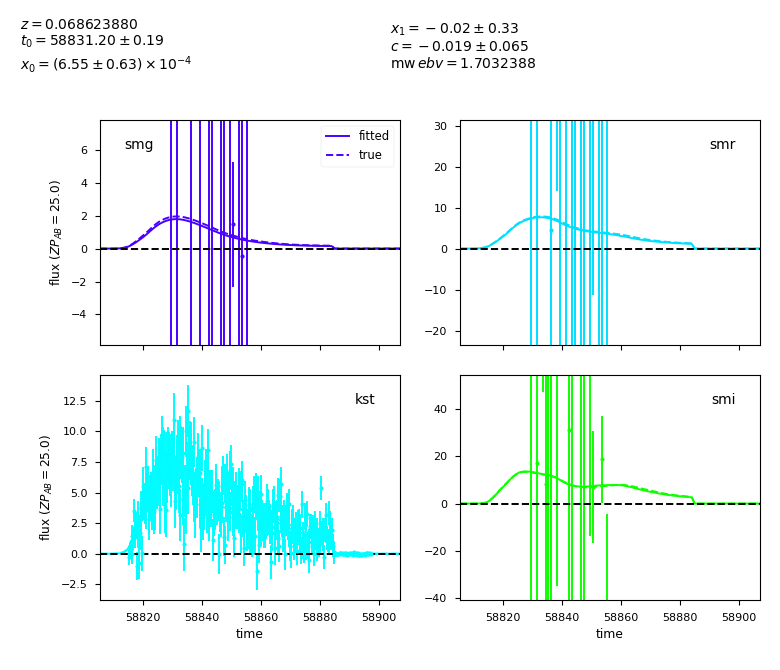 z = 0.068623880
t₀ = 58831.20 ± 0.19
x₀ = (6.55 ± 0.63) × 10⁻⁴
x₁ = −0.02 ± 0.33
c = −0.019 ± 0.065
mw ebv = 1.7032388
smg
fitted
true
6
4
2
0
−2
−4
flux (ZP_AB = 25.0)
smr
30
20
10
0
−10
−20
kst
12.5
10.0
7.5
5.0
2.5
0.0
−2.5
flux (ZP_AB = 25.0)
58820 58840 58860 58880 58900
time
smi
40
20
0
−20
−40
58820 58840 58860 58880 58900
time